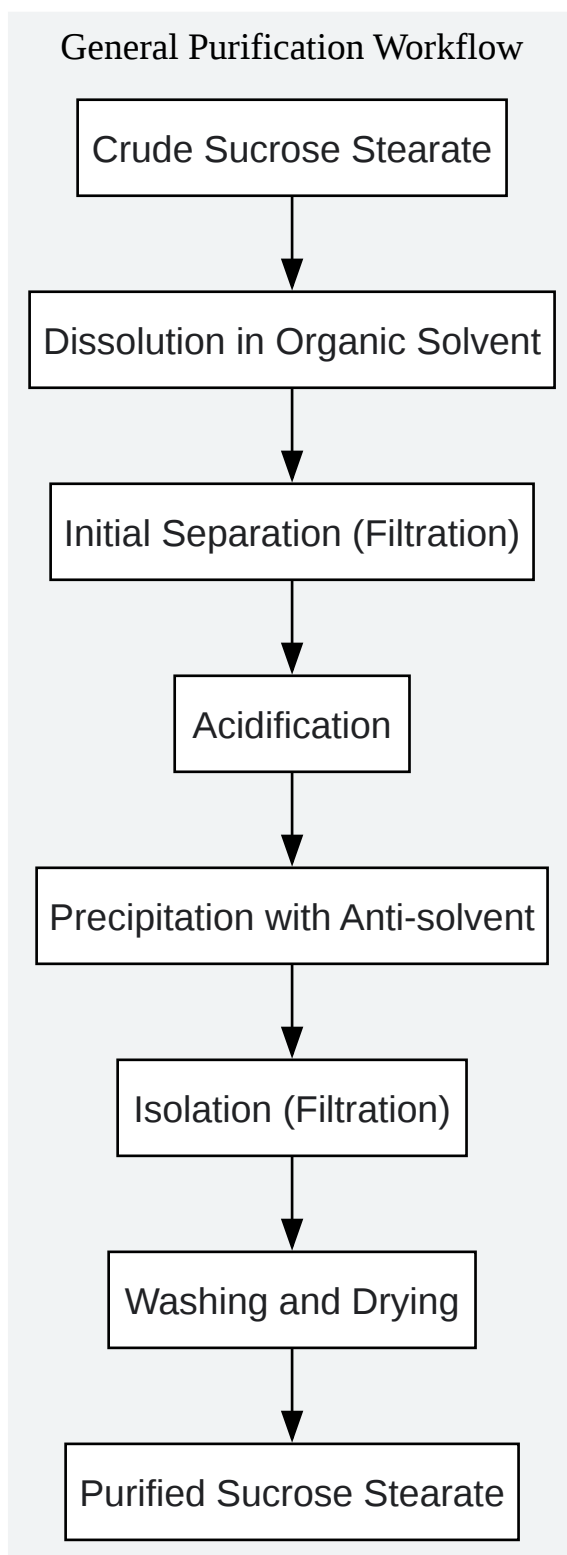 General Purification Workflow
Crude Sucrose Stearate
Dissolution in Organic Solvent
Initial Separation (Filtration)
Acidification
Precipitation with Anti-solvent
Isolation (Filtration)
Washing and Drying
Purified Sucrose Stearate